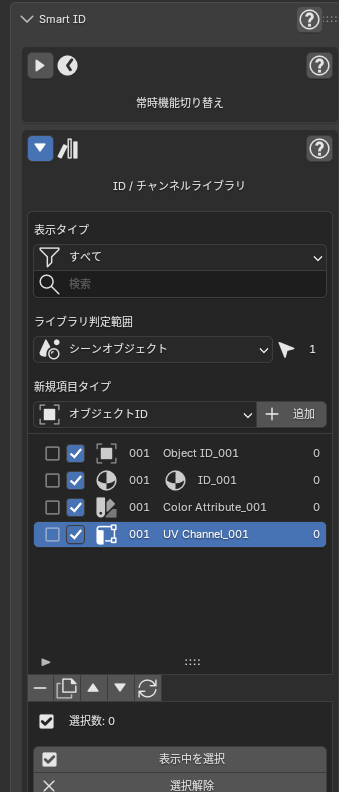 Smart ID
常時機能切り替え
ID / チャンネルライブラリ
表示タイプ
すべて
検索
ライブラリ判定範囲
シーンオブジェクト 1
新規項目タイプ
オブジェクトID 追加
001 Object ID_001 0
001 ID_001 0
001 Color Attribute_001 0
001 UV Channel_001 0
選択数: 0
表示中を選択
選択解除